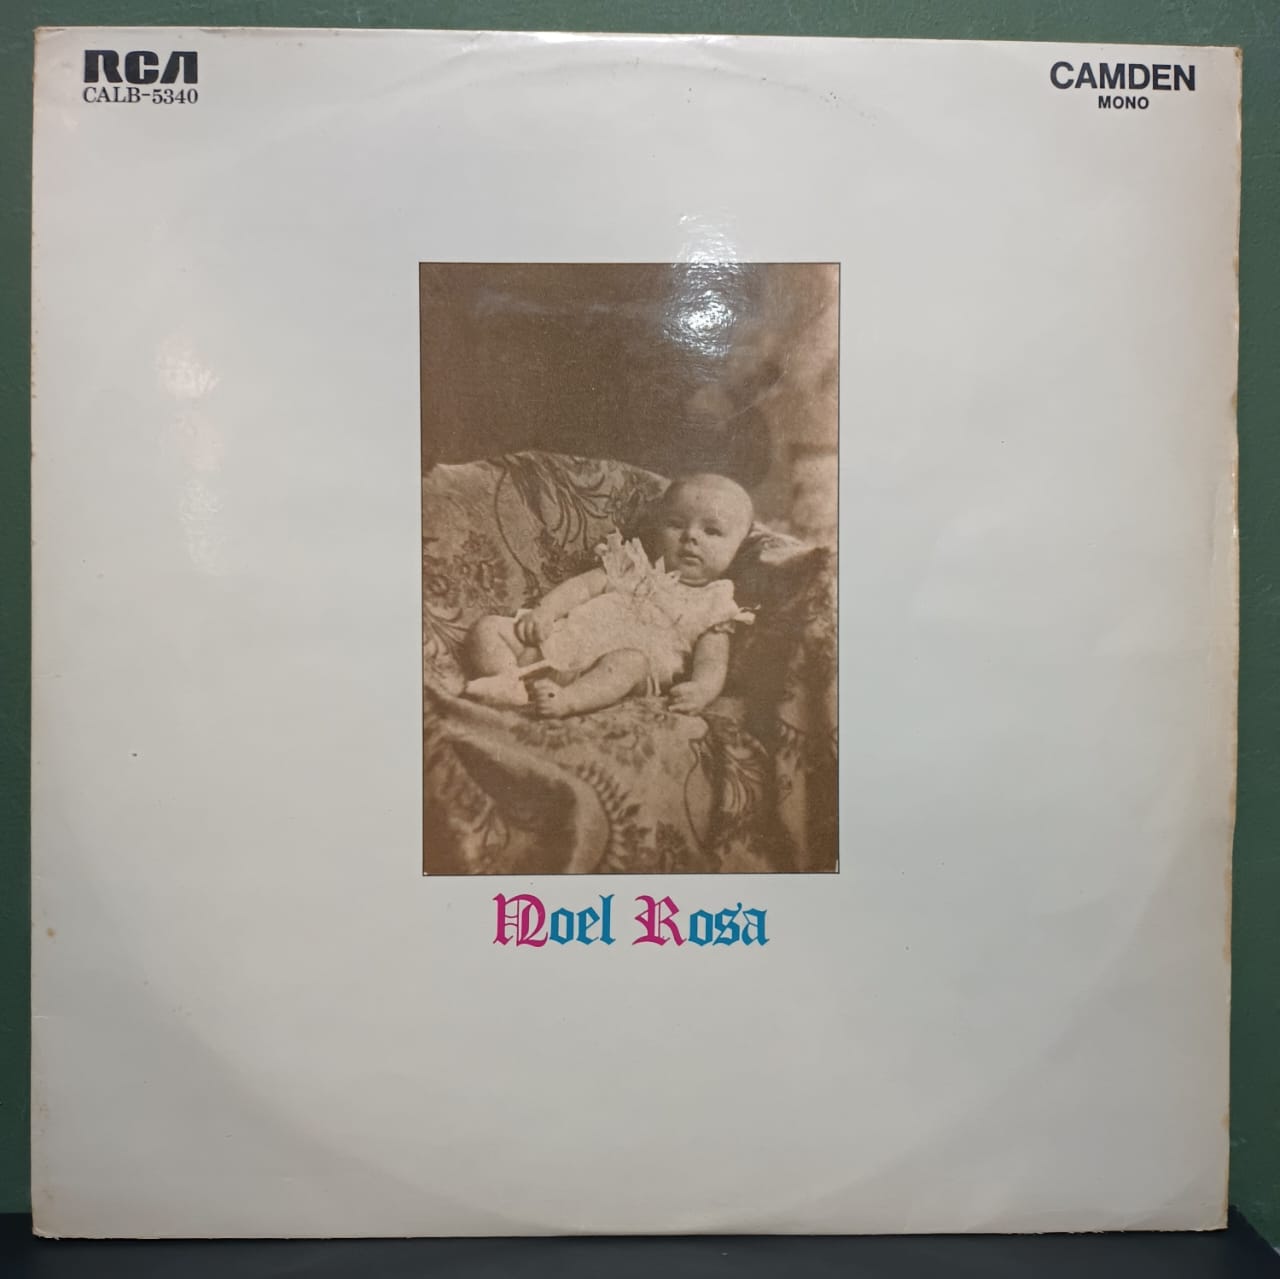 RCA
CALB-5340
CAMDEN
MONO
Noel Rosa